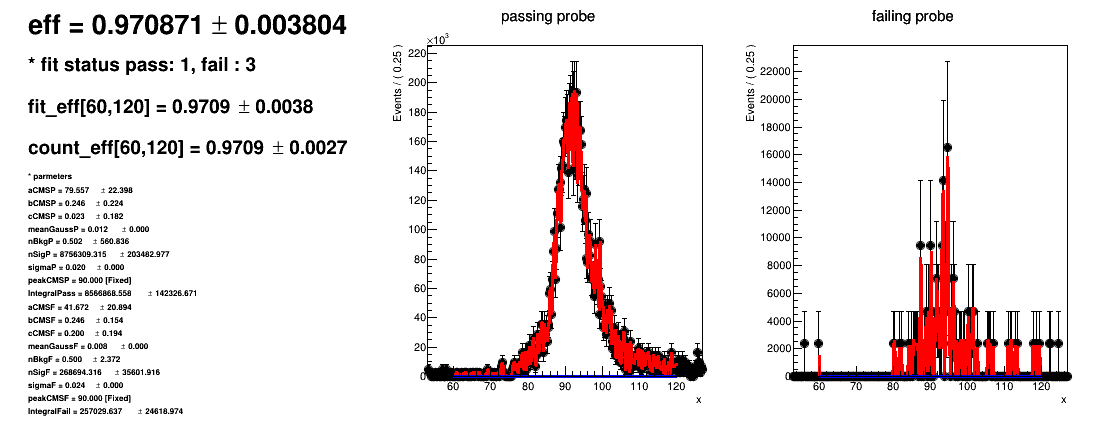 eff = 0.970871 ± 0.003804
* fit status pass: 1, fail : 3
fit_eff[60,120] = 0.9709 ± 0.0038
count_eff[60,120] = 0.9709 ± 0.0027
* parmeters
aCMSP = 79.557 ± 22.398
bCMSP = 0.246 ± 0.224
cCMSP = 0.023 ± 0.182
meanGaussP = 0.012 ± 0.000
nBkgP = 0.502 ± 560.836
nSigP = 8756309.315 ± 203482.977
sigmaP = 0.020 ± 0.000
peakCMSP = 90.000 [Fixed]
IntegralPass = 8566868.558 ± 142326.671
aCMSF = 41.672 ± 20.894
bCMSF = 0.246 ± 0.154
cCMSF = 0.200 ± 0.194
meanGaussF = 0.008 ± 0.000
nBkgF = 0.500 ± 2.372
nSigF = 268694.316 ± 35601.916
sigmaF = 0.024 ± 0.000
peakCMSF = 90.000 [Fixed]
IntegralFail = 257029.637 ± 24618.974
passing probe
×10³
Events / ( 0.25 )
220
200
180
160
140
120
100
80
60
40
20
0
60 70 80 90 100 110 120
x
failing probe
Events / ( 0.25 )
22000
20000
18000
16000
14000
12000
10000
8000
6000
4000
2000
0
60 70 80 90 100 110 120
x